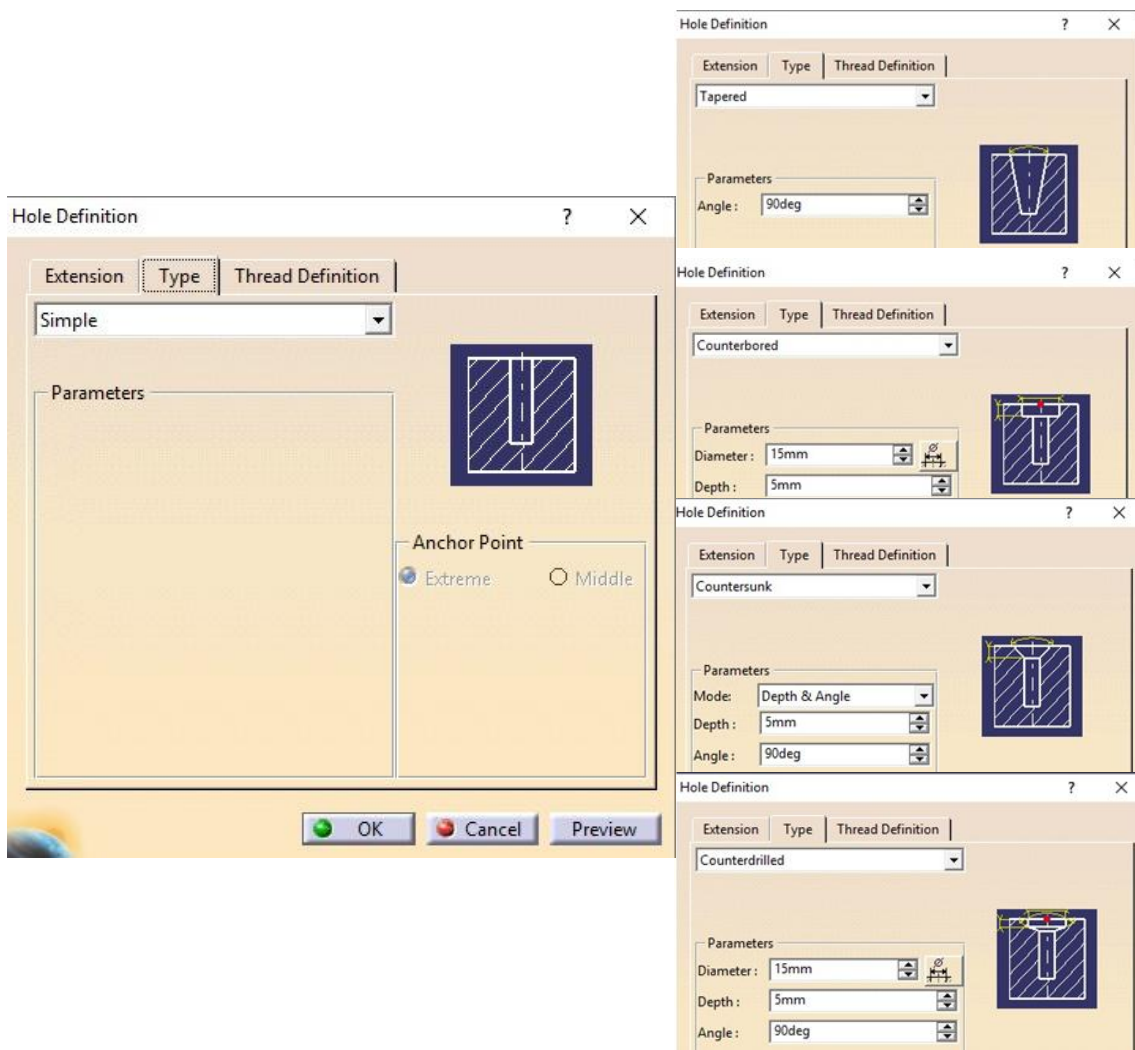 Hole Definition ? ×
Extension Type Thread Definition
Simple
Parameters
Anchor Point
Extreme Middle
OK Cancel Preview
Hole Definition ? ×
Extension Type Thread Definition
Tapered
Parameters
Angle : 90deg
Hole Definition ? ×
Extension Type Thread Definition
Counterbored
Parameters
Diameter : 15mm
Depth : 5mm
Hole Definition ? ×
Extension Type Thread Definition
Countersunk
Parameters
Mode: Depth & Angle
Depth : 5mm
Angle : 90deg
Hole Definition ? ×
Extension Type Thread Definition
Counterdrilled
Parameters
Diameter : 15mm
Depth : 5mm
Angle : 90deg